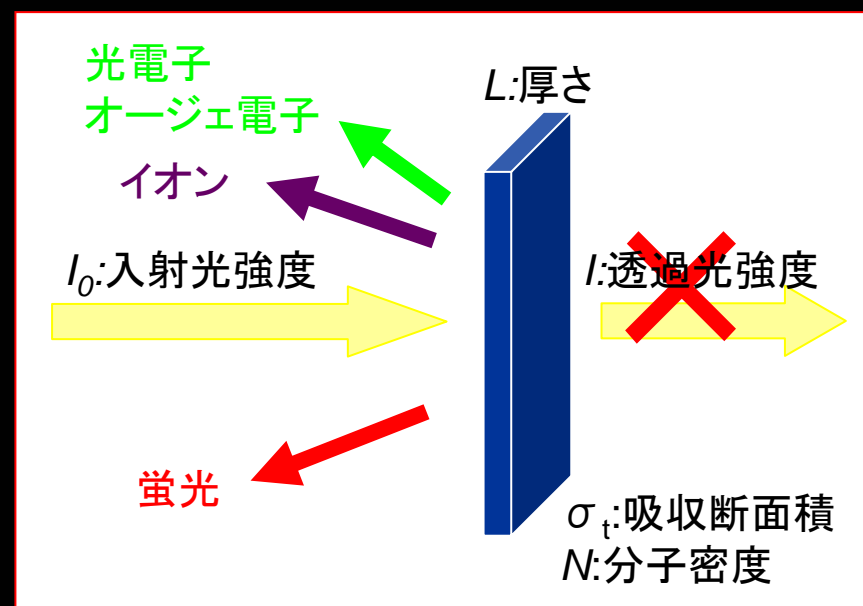 光電子
オージェ電子
L:厚さ
イオン
I0:入射光強度
I:透過光強度
蛍光
σt:吸収断面積
N:分子密度